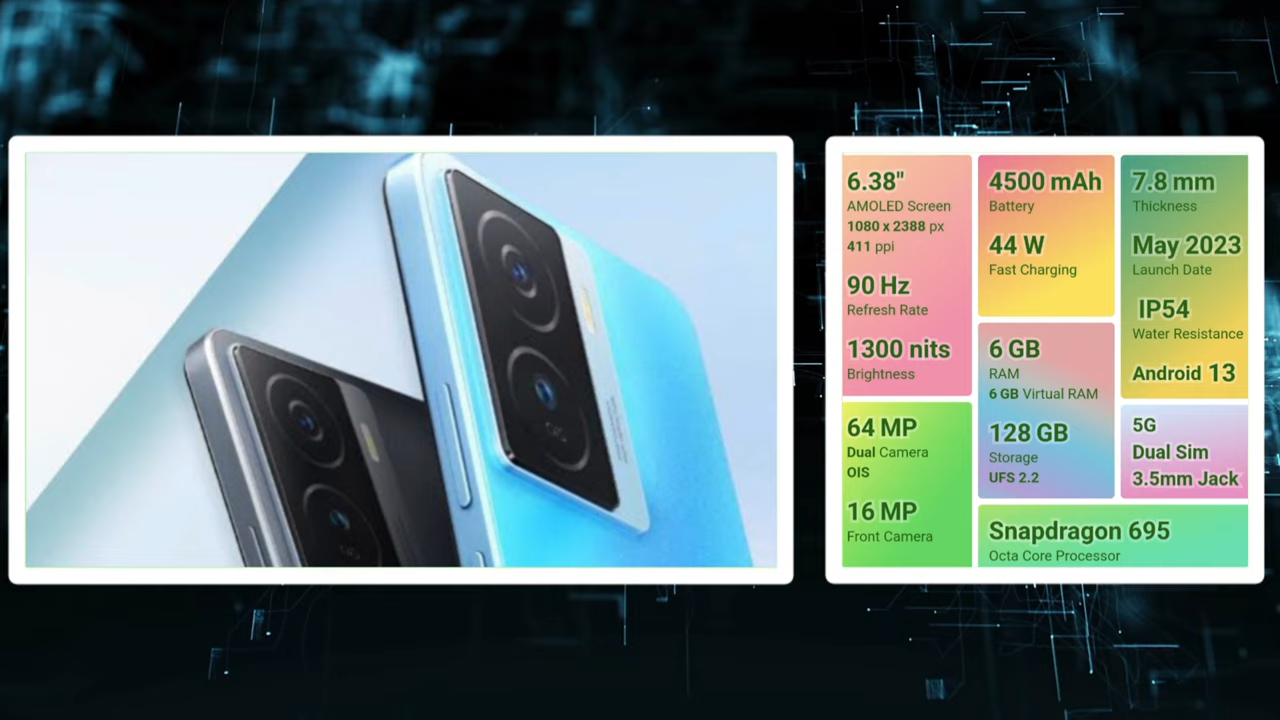 6.38"
AMOLED Screen
1080 x 2388 px
411 ppi
90 Hz
Refresh Rate
1300 nits
Brightness
64 MP
Dual Camera
OIS
16 MP
Front Camera
4500 mAh
Battery
44 W
Fast Charging
6 GB
RAM
6 GB Virtual RAM
128 GB
Storage
UFS 2.2
7.8 mm
Thickness
May 2023
Launch Date
IP54
Water Resistance
Android 13
5G
Dual Sim
3.5mm Jack
Snapdragon 695
Octa Core Processor